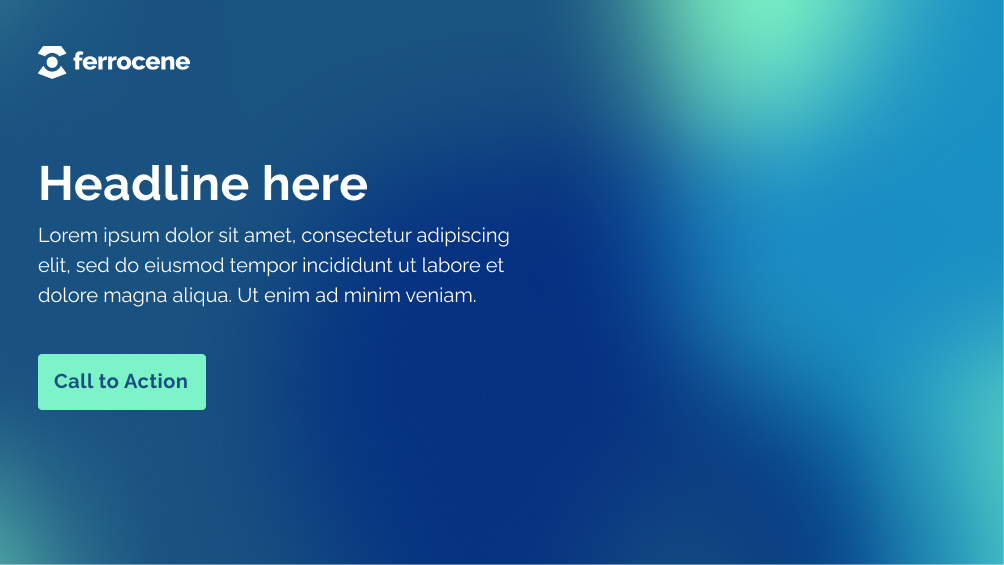 ferrocene
Headline here
Lorem ipsum dolor sit amet, consectetur adipiscing
elit, sed do eiusmod tempor incididunt ut labore et
dolore magna aliqua. Ut enim ad minim veniam.
Call to Action